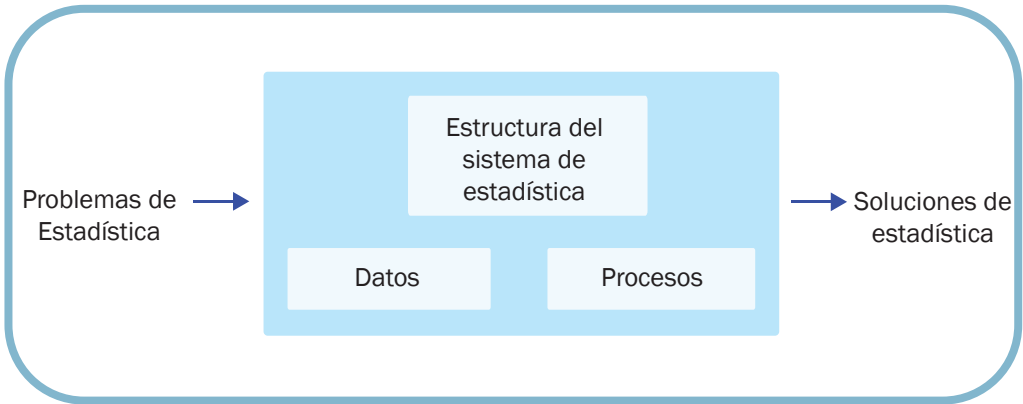 Problemas de
Estadística
Estructura del
sistema de
estadística
Datos
Procesos
Soluciones de
estadística